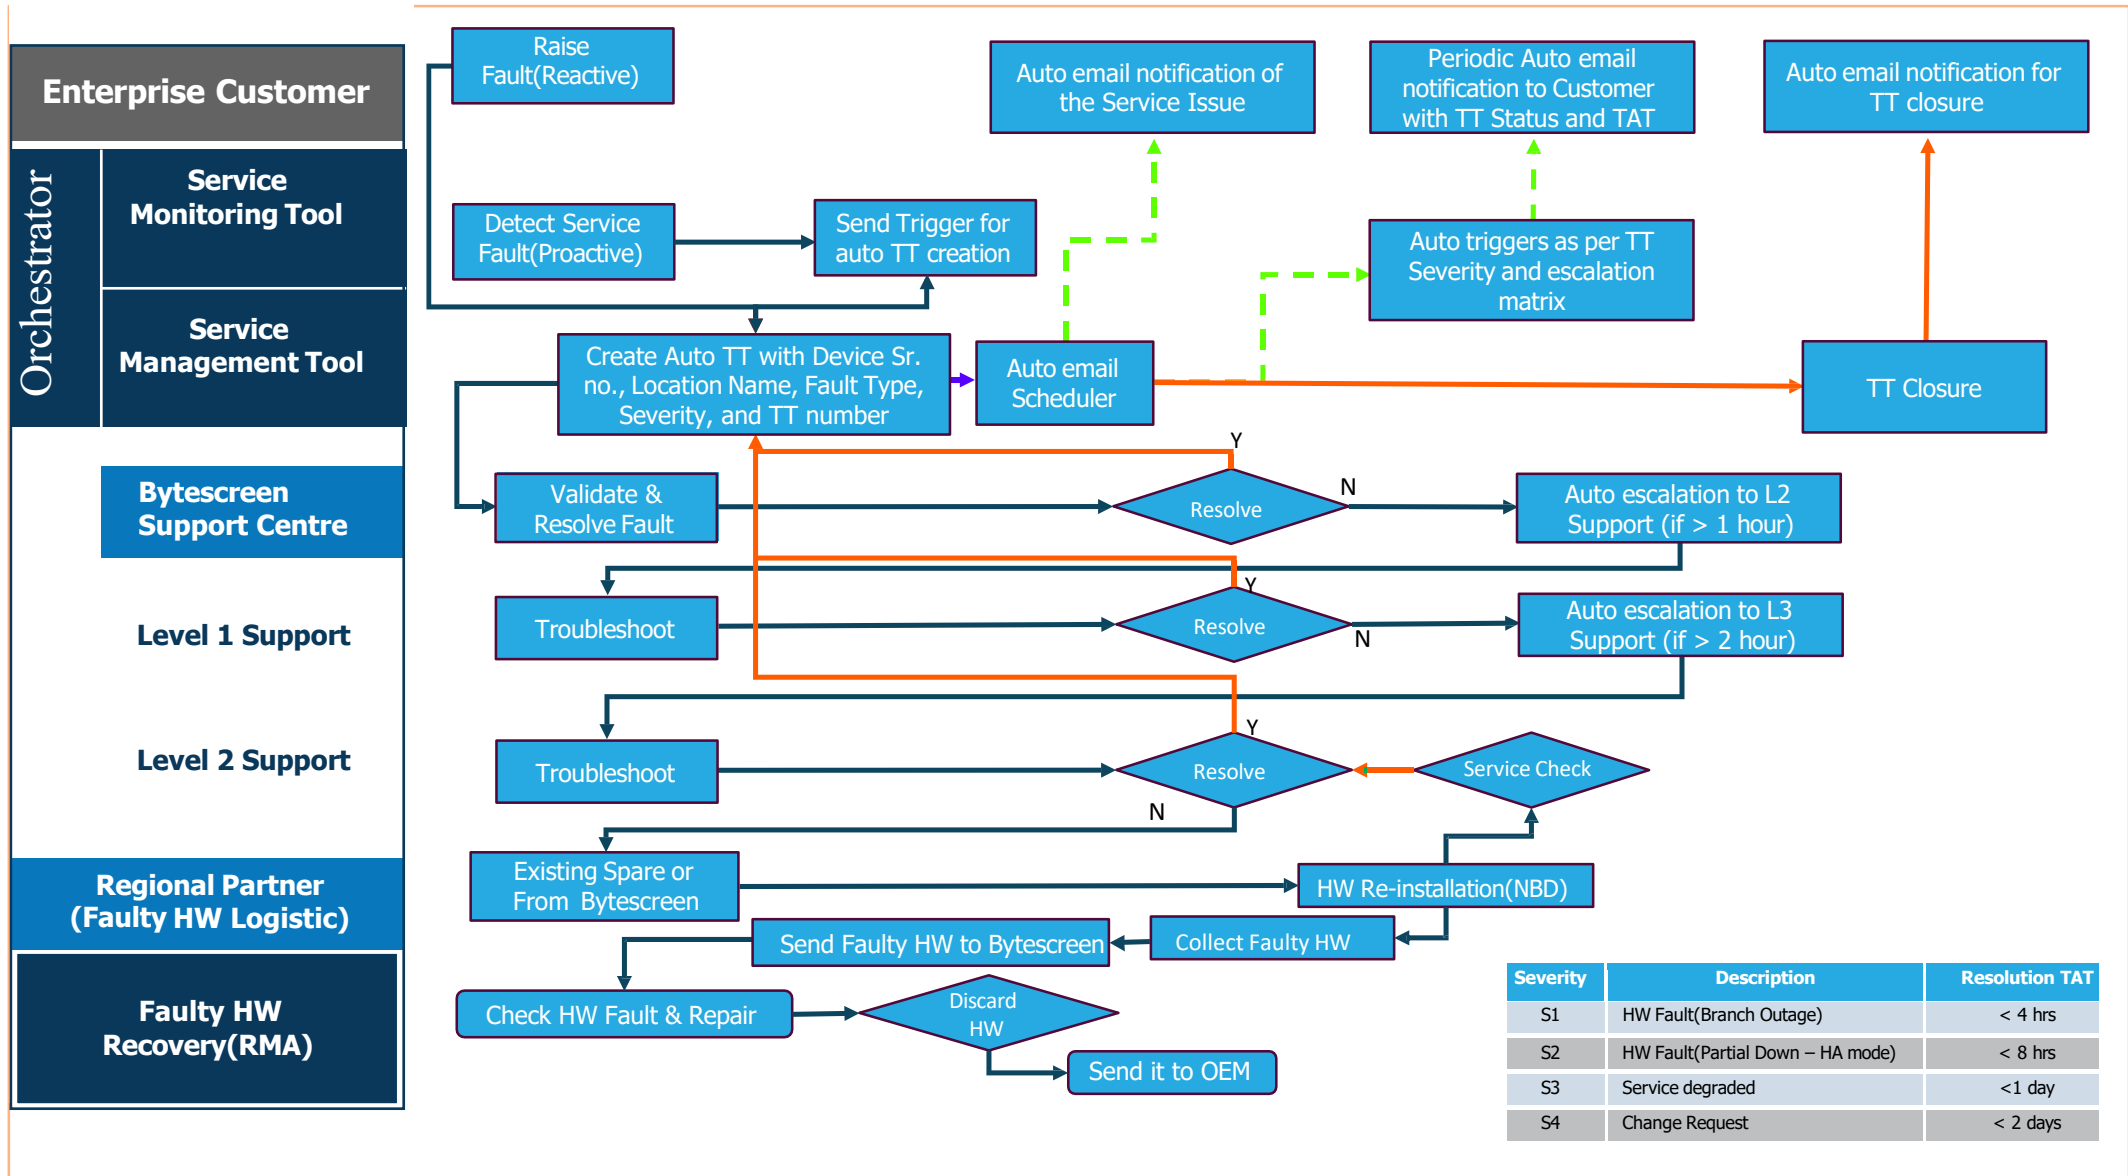 Enterprise Customer
Orchestrator
Service
Monitoring Tool
Service
Management Tool
Bytescreen
Support Centre
Level 1 Support
Level 2 Support
Regional Partner
(Faulty HW Logistic)
Faulty HW
Recovery(RMA)
Raise
Fault(Reactive)
Auto email notification of
the Service Issue
Periodic Auto email
notification to Customer
with TT Status and TAT
Auto email notification for
TT closure
Detect Service
Fault(Proactive)
Send Trigger for
auto TT creation
Auto triggers as per TT
Severity and escalation
matrix
Create Auto TT with Device Sr.
no., Location Name, Fault Type,
Severity, and TT number
Auto email
Scheduler
TT Closure
Y
Validate &
Resolve Fault
Resolve
N
Auto escalation to L2
Support (if > 1 hour)
Y
Troubleshoot
Resolve
N
Auto escalation to L3
Support (if > 2 hour)
Y
Troubleshoot
Resolve
Service Check
N
Existing Spare or
From Bytescreen
HW Re-installation(NBD)
Send Faulty HW to Bytescreen
Collect Faulty HW
Check HW Fault & Repair
Discard
HW
Send it to OEM
Severity Description Resolution TAT
S1 HW Fault(Branch Outage) < 4 hrs
S2 HW Fault(Partial Down – HA mode) < 8 hrs
S3 Service degraded <1 day
S4 Change Request < 2 days